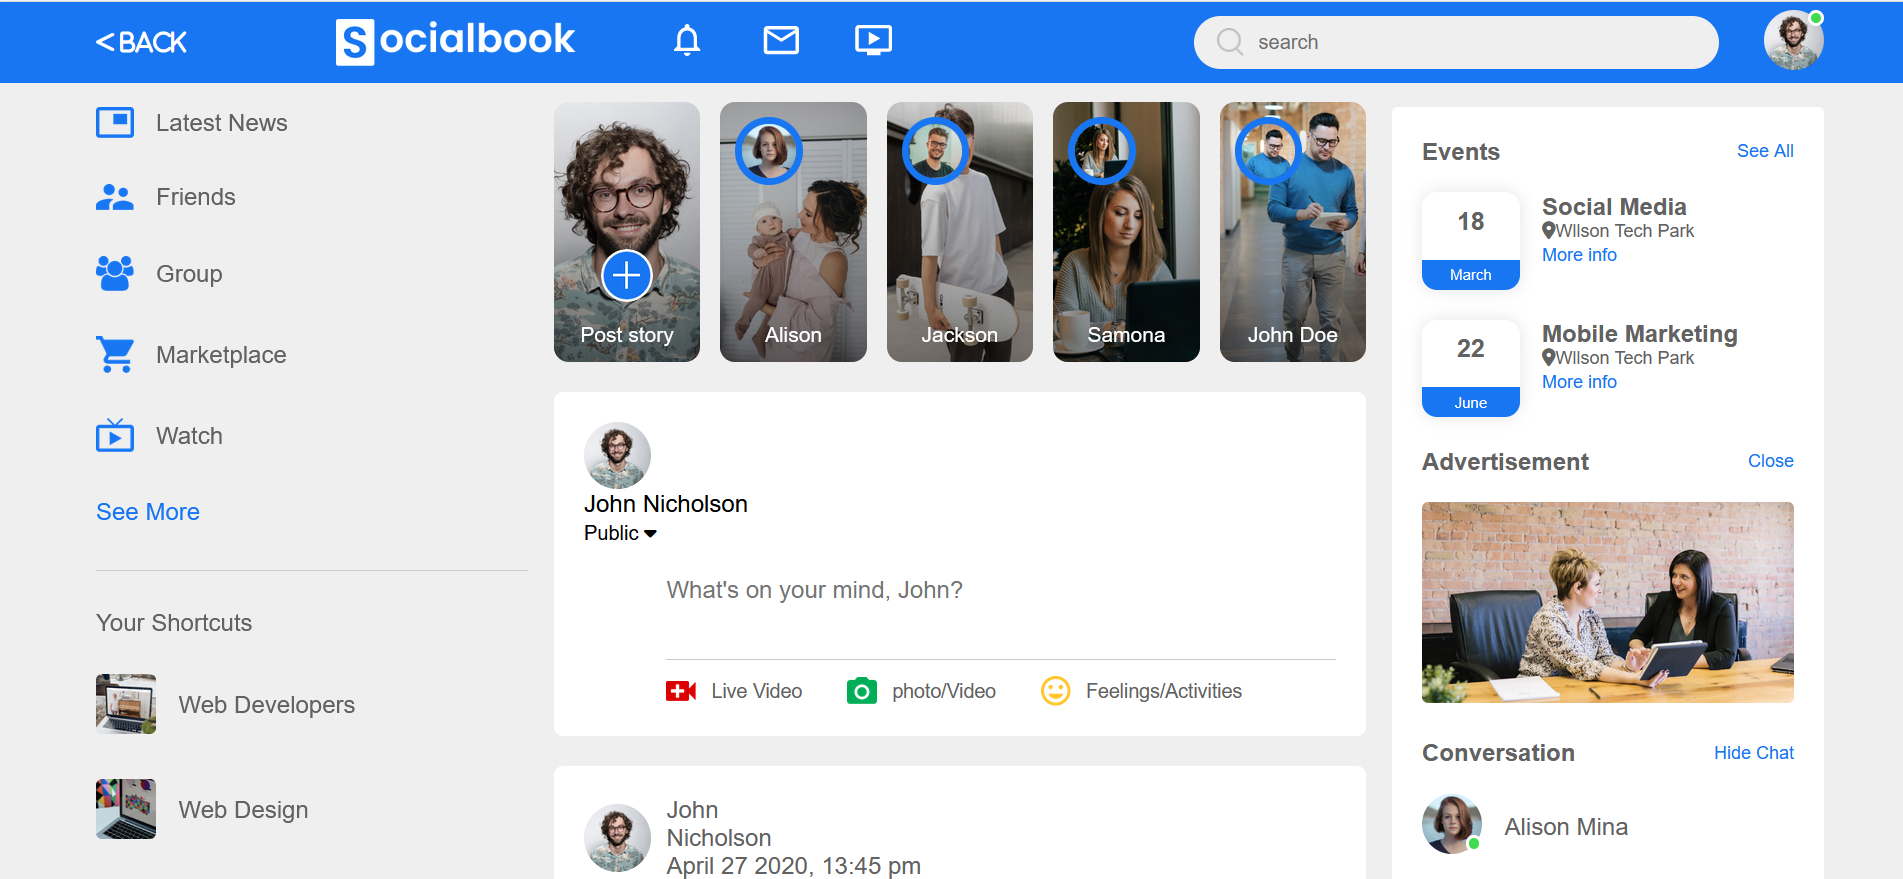 < BACK
Socialbook
search
Latest News
Friends
Group
Marketplace
Watch
See More
Your Shortcuts
Web Developers
Web Design
Post story
Alison
Jackson
Samona
John Doe
John Nicholson
Public
What's on your mind, John?
Live Video
photo/Video
Feelings/Activities
John
Nicholson
April 27 2020, 13:45 pm
Events
See All
18
March
Social Media
Wllson Tech Park
More info
22
June
Mobile Marketing
Wllson Tech Park
More info
Advertisement
Close
Conversation
Hide Chat
Alison Mina